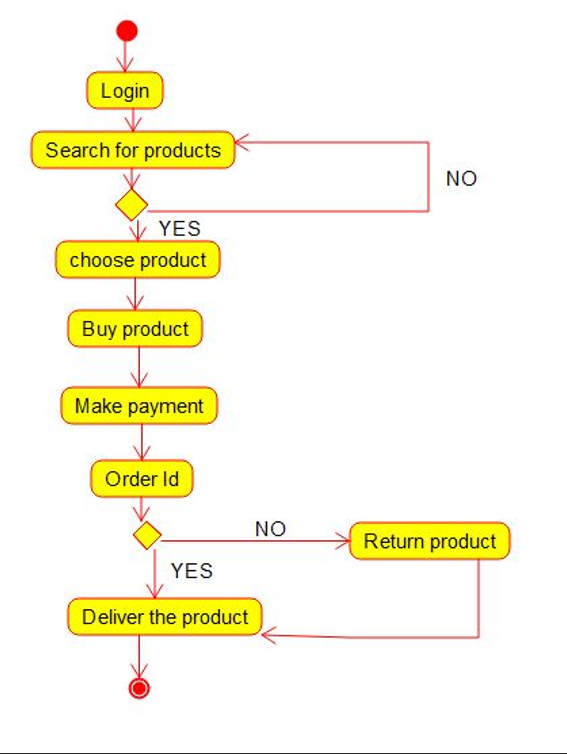 Login
Search for products
NO
YES
choose product
Buy product
Make payment
Order Id
NO
Return product
YES
Deliver the product